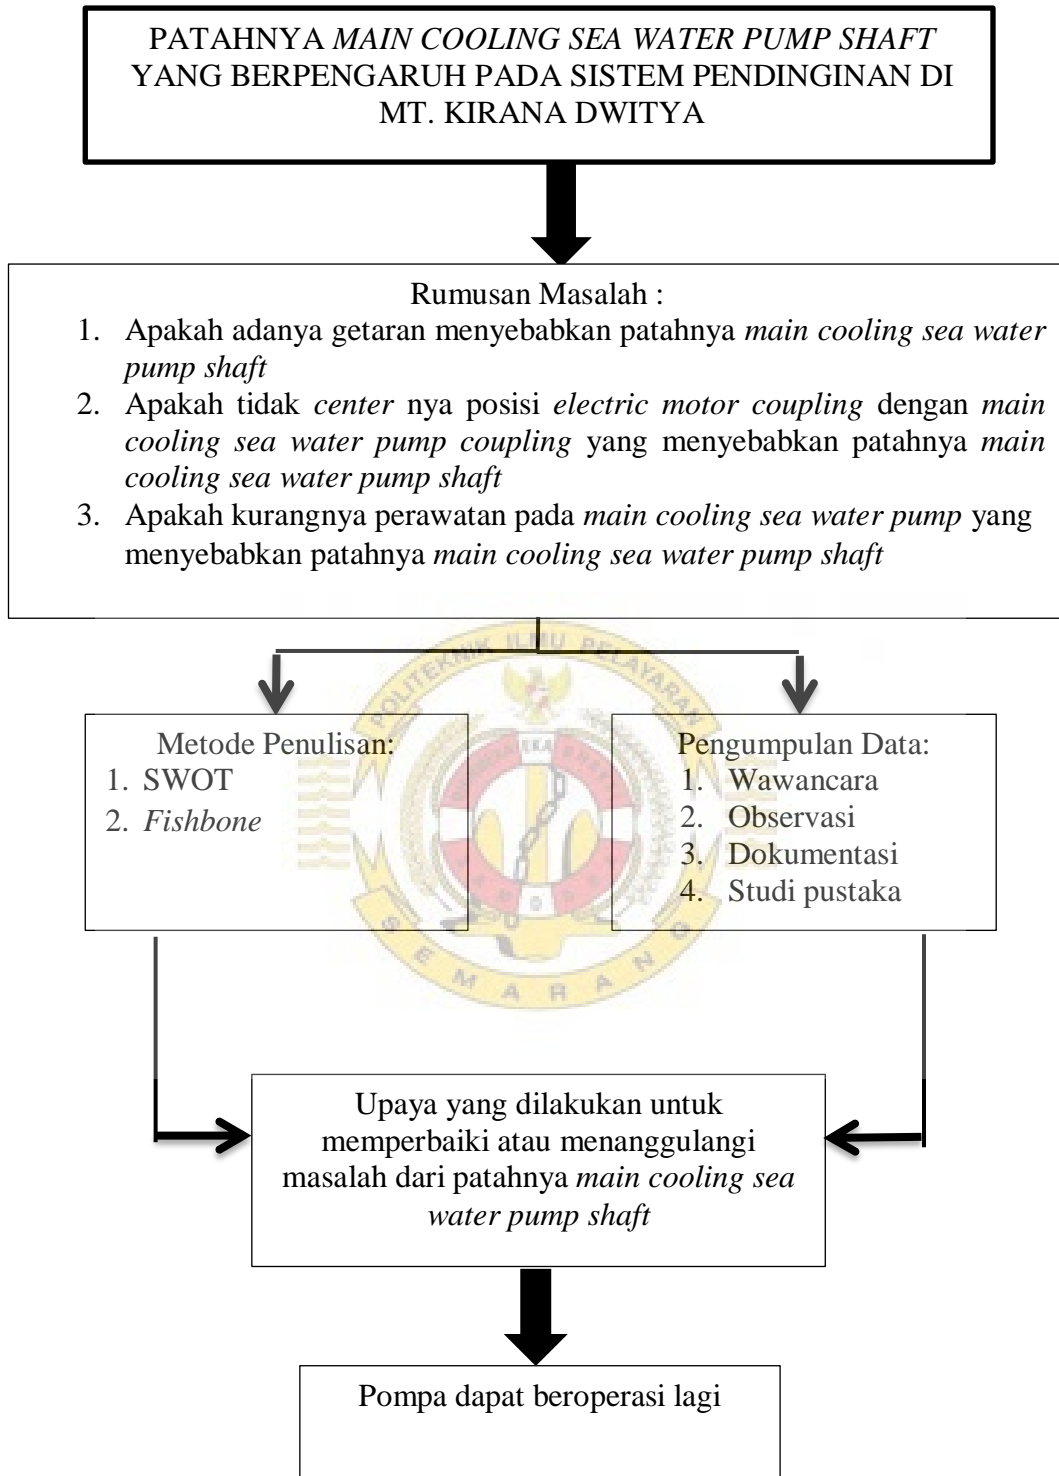 PATAHNYA MAIN COOLING SEA WATER PUMP SHAFT
YANG BERPENGARUH PADA SISTEM PENDINGINAN DI
MT. KIRANA DWITYA
Rumusan Masalah :
1. Apakah adanya getaran menyebabkan patahnya main cooling sea water
pump shaft
2. Apakah tidak center nya posisi electric motor coupling dengan main
cooling sea water pump coupling yang menyebabkan patahnya main
cooling sea water pump shaft
3. Apakah kurangnya perawatan pada main cooling sea water pump yang
menyebabkan patahnya main cooling sea water pump shaft
POLITEKNIK ILMU PELAYARAN
Metode Penulisan:
1. SWOT
2. Fishbone
Pengumpulan Data:
1. Wawancara
2. Observasi
3. Dokumentasi
4. Studi pustaka
SEMARANG
Upaya yang dilakukan untuk
memperbaiki atau menanggulangi
masalah dari patahnya main cooling sea
water pump shaft
Pompa dapat beroperasi lagi